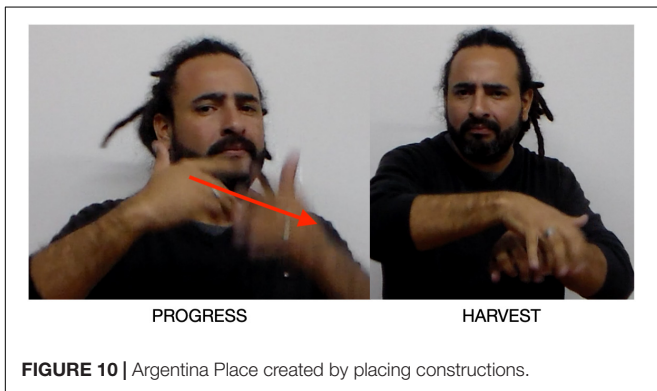 PROGRESS HARVEST
FIGURE 10 | Argentina Place created by placing constructions.